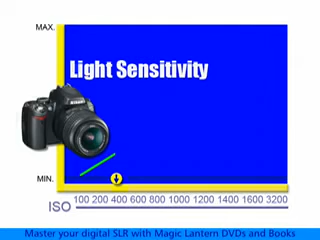 MAX.
Light Sensitivity
Nikon
MIN.
ISO 100 200 400 600 800 1000 1200 1400 1600 3200
Master your digital SLR with Magic Lantern DVDs and Books